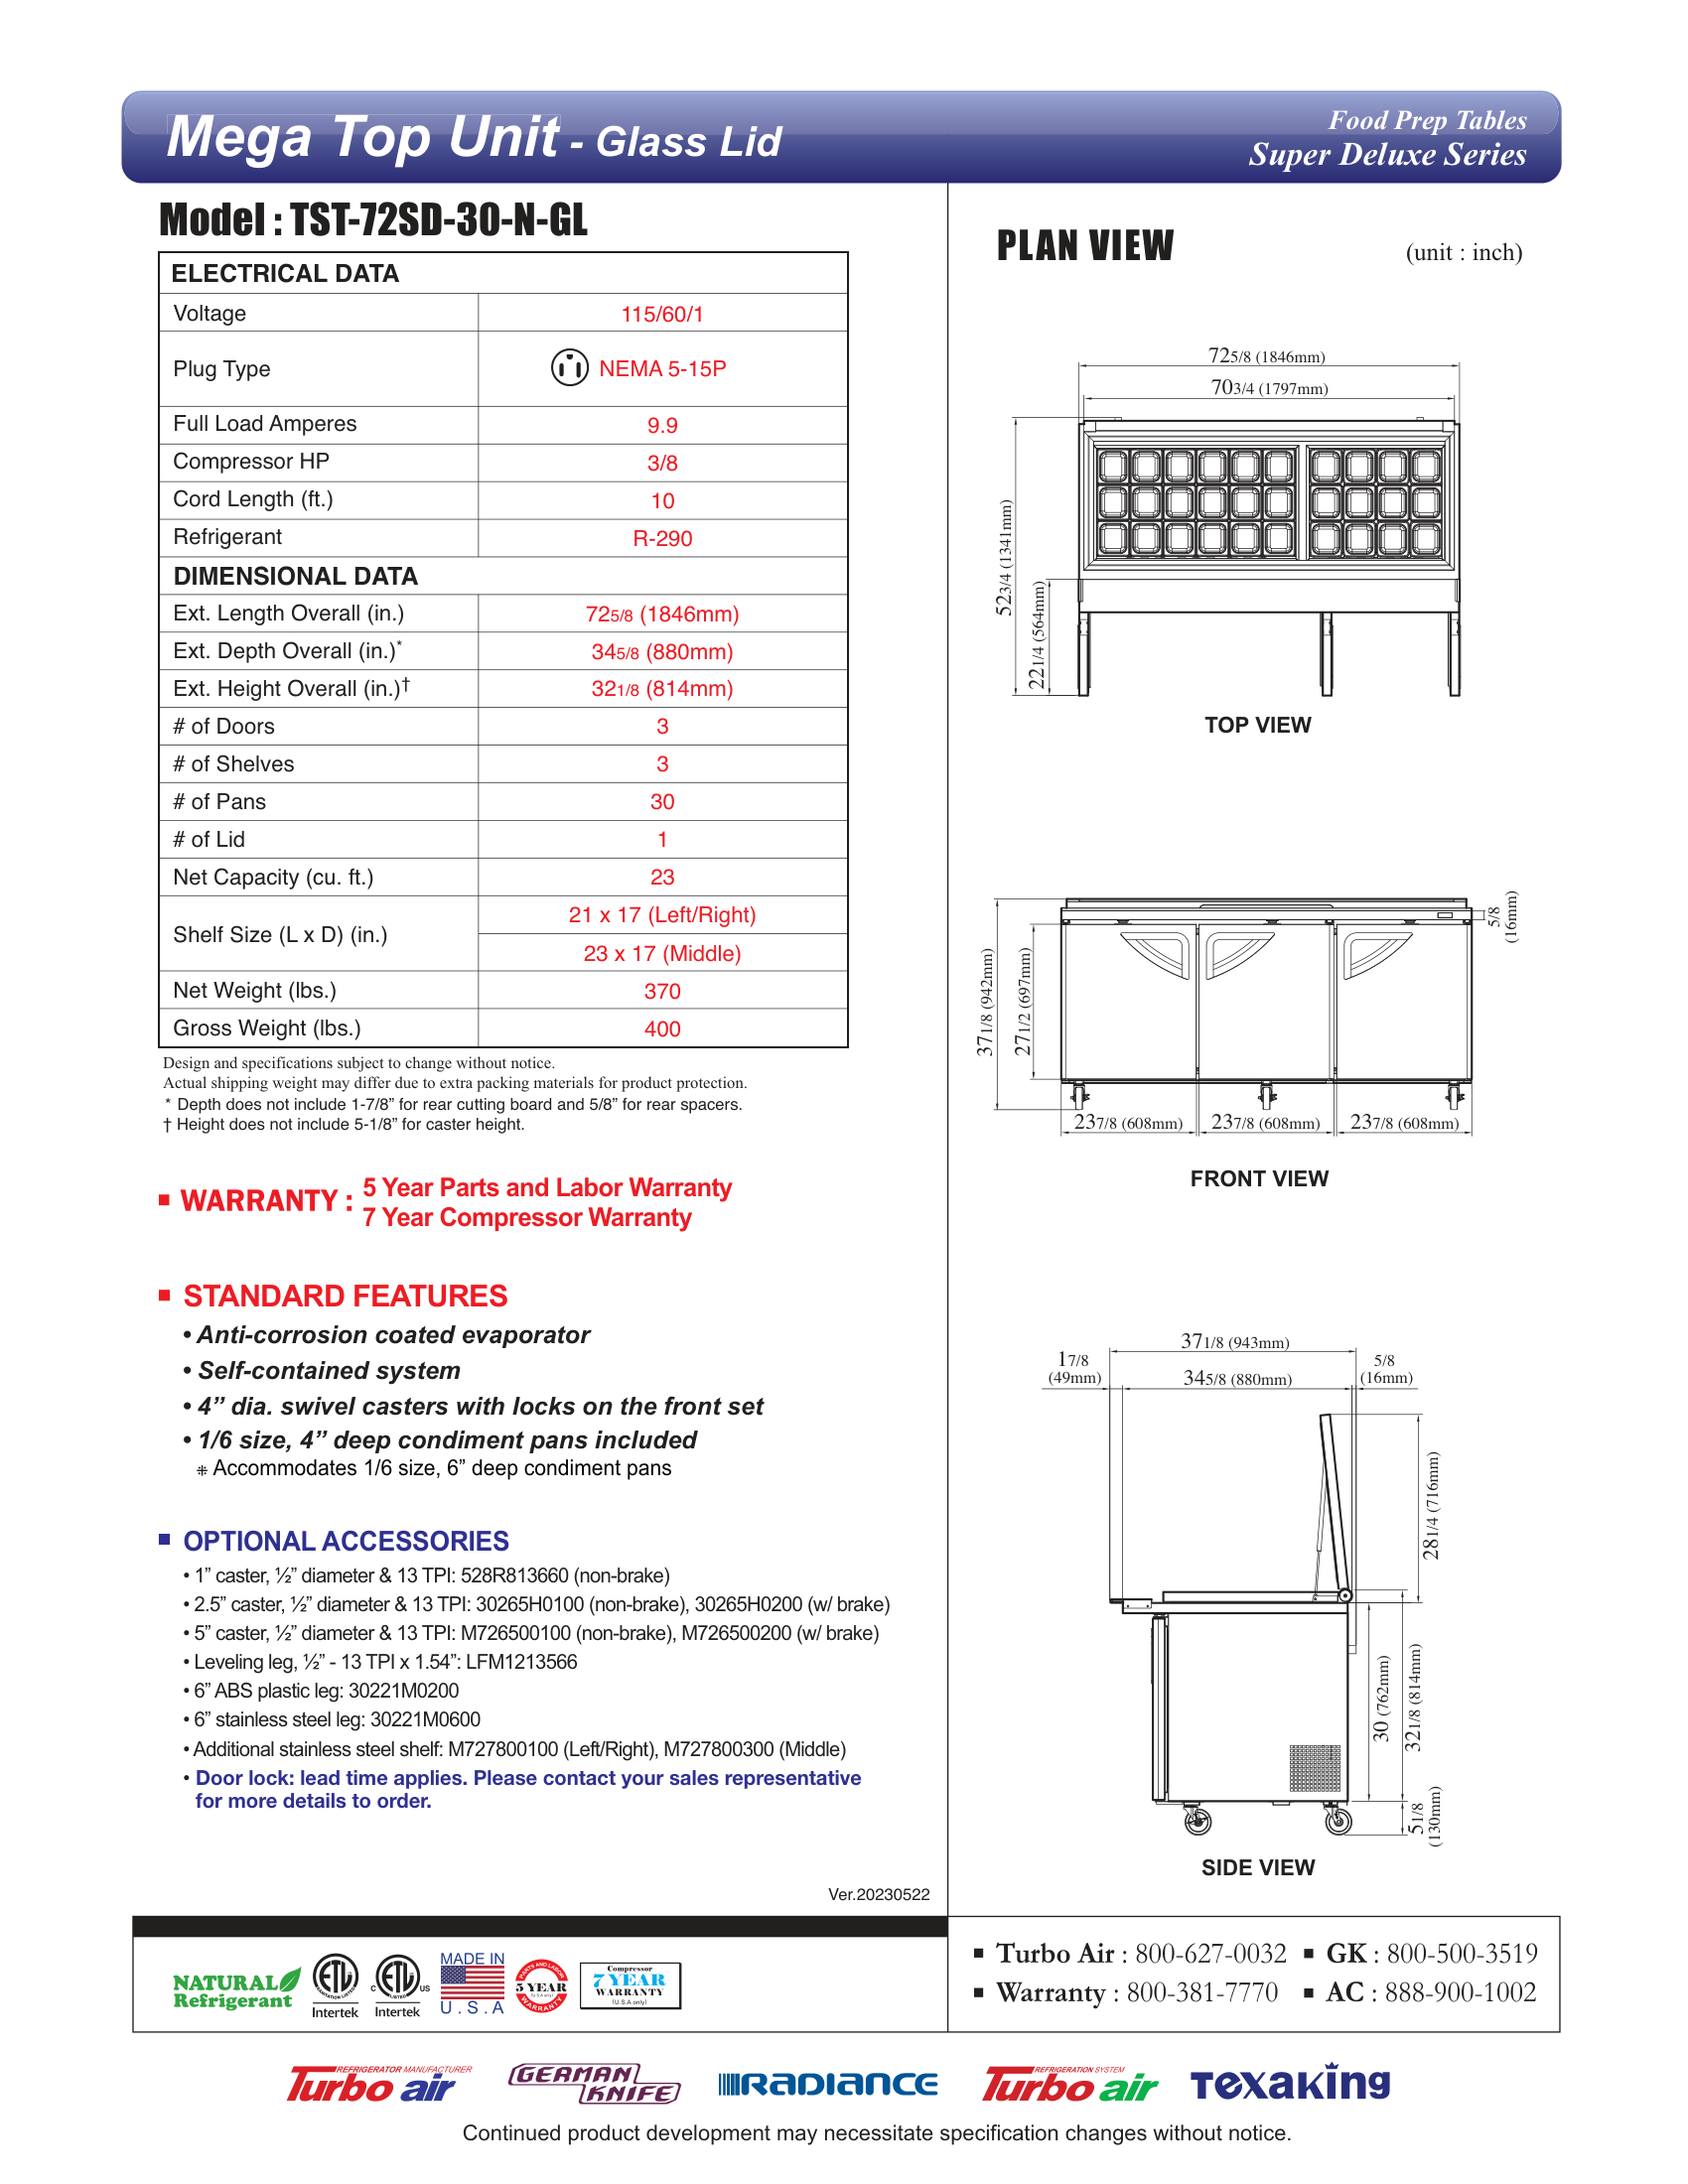 Mega Top Unit - Glass Lid
Food Prep Tables
Super Deluxe Series
Model : TST-72SD-30-N-GL
ELECTRICAL DATA
Voltage 115/60/1
Plug Type NEMA 5-15P
Full Load Amperes 9.9
Compressor HP 3/8
Cord Length (ft.) 10
Refrigerant R-290
DIMENSIONAL DATA
Ext. Length Overall (in.) 725/8 (1846mm)
Ext. Depth Overall (in.)* 345/8 (880mm)
Ext. Height Overall (in.)† 321/8 (814mm)
# of Doors 3
# of Shelves 3
# of Pans 30
# of Lid 1
Net Capacity (cu. ft.) 23
Shelf Size (L x D) (in.) 21 x 17 (Left/Right)
23 x 17 (Middle)
Net Weight (lbs.) 370
Gross Weight (lbs.) 400
Design and specifications subject to change without notice.
Actual shipping weight may differ due to extra packing materials for product protection.
* Depth does not include 1-7/8” for rear cutting board and 5/8” for rear spacers.
† Height does not include 5-1/8” for caster height.
▪ WARRANTY : 5 Year Parts and Labor Warranty
7 Year Compressor Warranty
▪ STANDARD FEATURES
• Anti-corrosion coated evaporator
• Self-contained system
• 4” dia. swivel casters with locks on the front set
• 1/6 size, 4” deep condiment pans included
⁜ Accommodates 1/6 size, 6” deep condiment pans
▪ OPTIONAL ACCESSORIES
• 1” caster, ½” diameter & 13 TPI: 528R813660 (non-brake)
• 2.5” caster, ½” diameter & 13 TPI: 30265H0100 (non-brake), 30265H0200 (w/ brake)
• 5” caster, ½” diameter & 13 TPI: M726500100 (non-brake), M726500200 (w/ brake)
• Leveling leg, ½” - 13 TPI x 1.54”: LFM1213566
• 6” ABS plastic leg: 30221M0200
• 6” stainless steel leg: 30221M0600
• Additional stainless steel shelf: M727800100 (Left/Right), M727800300 (Middle)
• Door lock: lead time applies. Please contact your sales representative
for more details to order.
Ver.20230522
PLAN VIEW (unit : inch)
725/8 (1846mm)
703/4 (1797mm)
523/4 (1341mm)
221/4 (564mm)
TOP VIEW
5/8
(16mm)
371/8 (942mm)
271/2 (697mm)
237/8 (608mm) 237/8 (608mm) 237/8 (608mm)
FRONT VIEW
371/8 (943mm)
17/8
(49mm)
345/8 (880mm)
5/8
(16mm)
281/4 (716mm)
30 (762mm)
321/8 (814mm)
51/8
(130mm)
SIDE VIEW
NATURAL
Refrigerant
ETL
Intertek
C ETL US
LISTED
Intertek
MADE IN
U.S.A
PARTS AND LABOR
5 YEAR
(U.S.A only)
WARRANTY
Compressor
7 YEAR
WARRANTY
(U.S.A only)
▪ Turbo Air : 800-627-0032 ▪ GK : 800-500-3519
▪ Warranty : 800-381-7770 ▪ AC : 888-900-1002
REFRIGERATOR MANUFACTURER
Turbo air
GERMAN
KNIFE
RADIANCE
REFRIGERATION SYSTEM
Turbo air
Texaking
Continued product development may necessitate specification changes without notice.